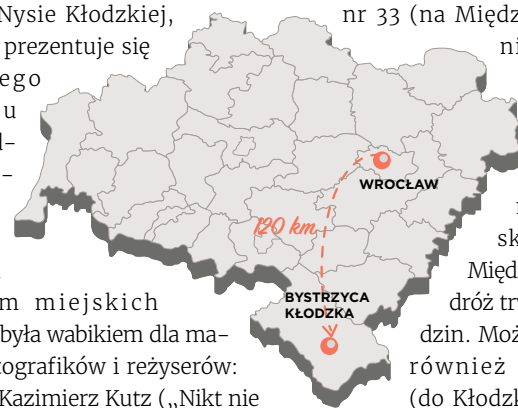 Nysie Kłodzkiej,
prezentuje się
ego
u
-
m miejskich
była wabikiem dla ma-
tografików i reżyserów:
Kazimierz Kutz („Nikt nie
WROCŁAW
120 km
BYSTRZYCA
KŁODZKA
nr 33 (na Międz
ni
sk
Międ
dróż tr
dzin. Moż
również
(do Kłodzk